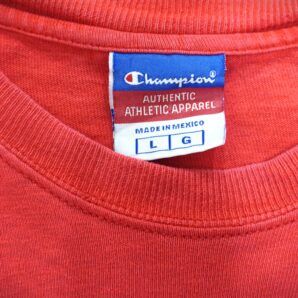 Champion
AUTHENTIC
ATHLETIC APPAREL
MADE IN MEXICO
L G